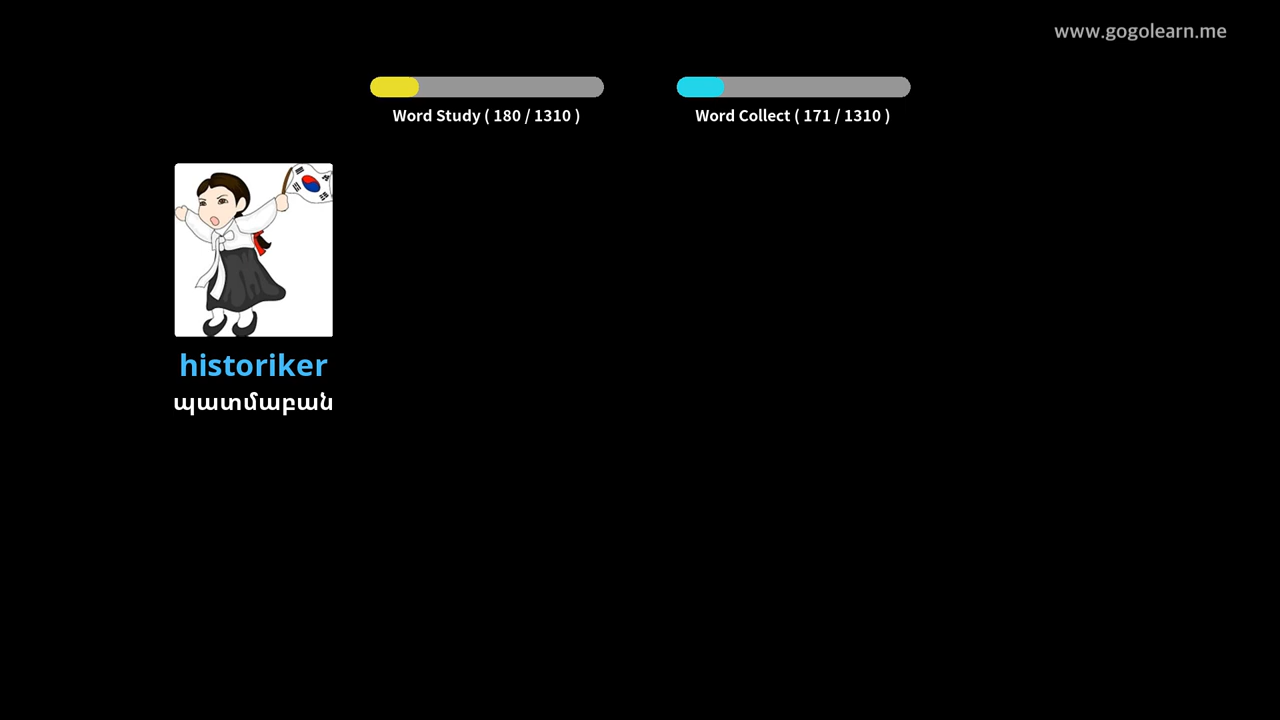 www.gogolearn.me
Word Study ( 180 / 1310 )
Word Collect ( 171 / 1310 )
historiker
պատմաբան